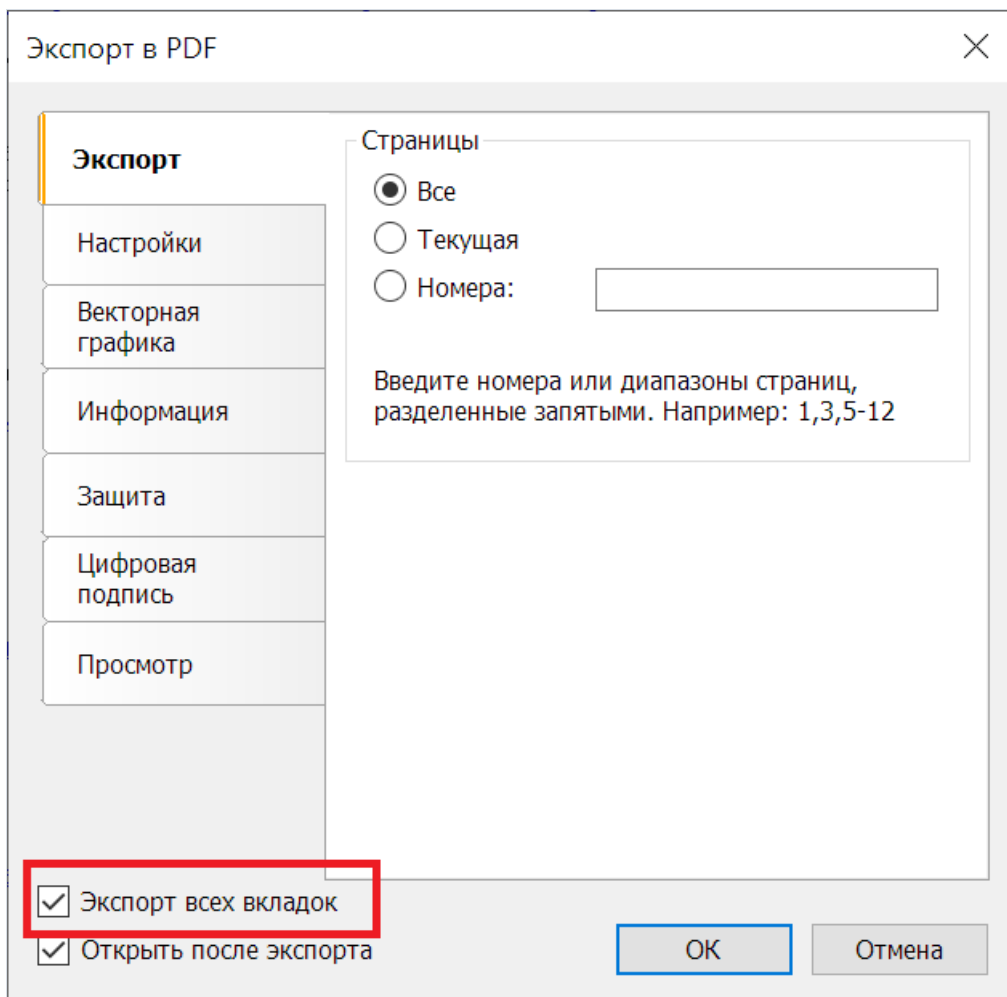 Экспорт в PDF
Экспорт
Настройки
Векторная
графика
Информация
Защита
Цифровая
подпись
Просмотр
Страницы
Все
Текущая
Номера:
Введите номера или диапазоны страниц,
разделенные запятыми. Например: 1,3,5-12
Экспорт всех вкладок
Открыть после экспорта
ОК
Отмена